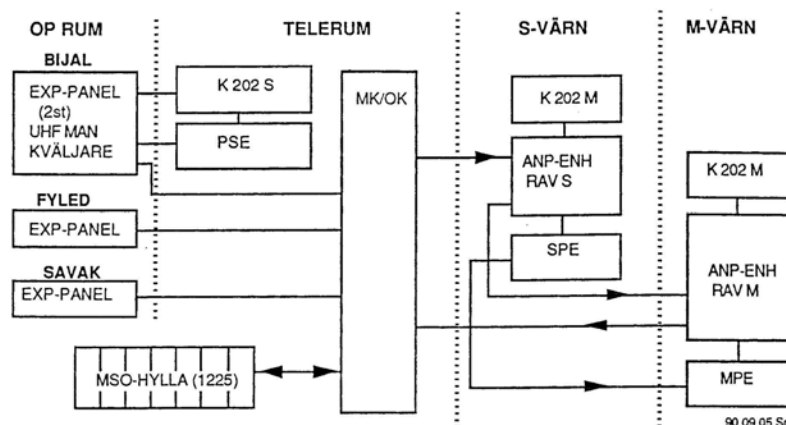 OP RUM
TELERUM
S-VÄRN
M-VÄRN
BIJAL
EXP-PANEL
(2st)
UHF MAN
KVÄLJARE
K 202 S
PSE
MK/OK
K 202 M
ANP-ENH
RAV S
SPE
K 202 M
ANP-ENH
RAV M
MPE
FYLED
EXP-PANEL
SAVAK
EXP-PANEL
MSO-HYLLA (1225)
90 09 05